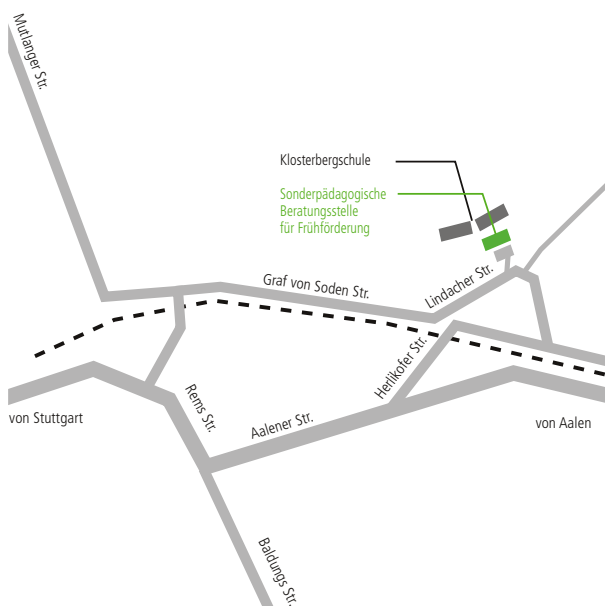 Mutlanger Str.
Klosterbergschule
Sonderpädagogische
Beratungsstelle
für Frühförderung
Graf von Soden Str.
Lindacher Str.
Herlikofer Str.
Rems Str.
Aalener Str.
von Stuttgart
von Aalen
Baldungs Str.